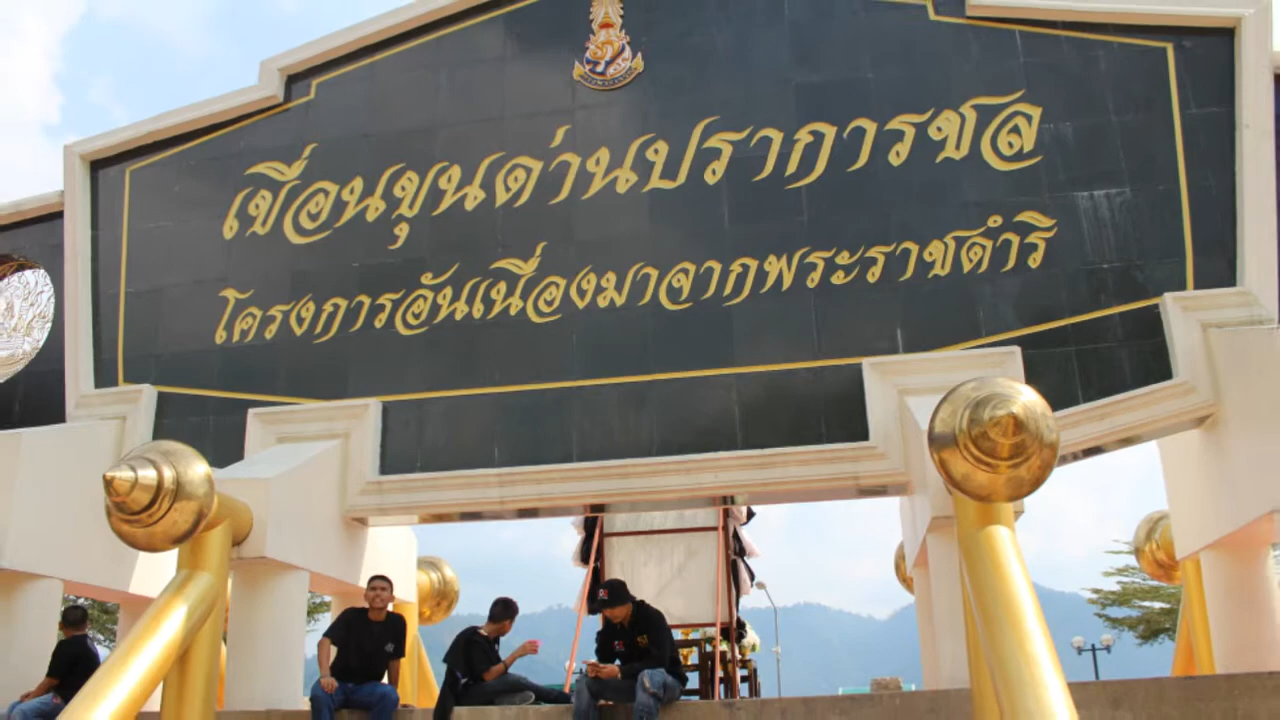 เขื่อนขุนด่านปราการชล
โครงการอันเนื่องมาจากพระราชดำริ